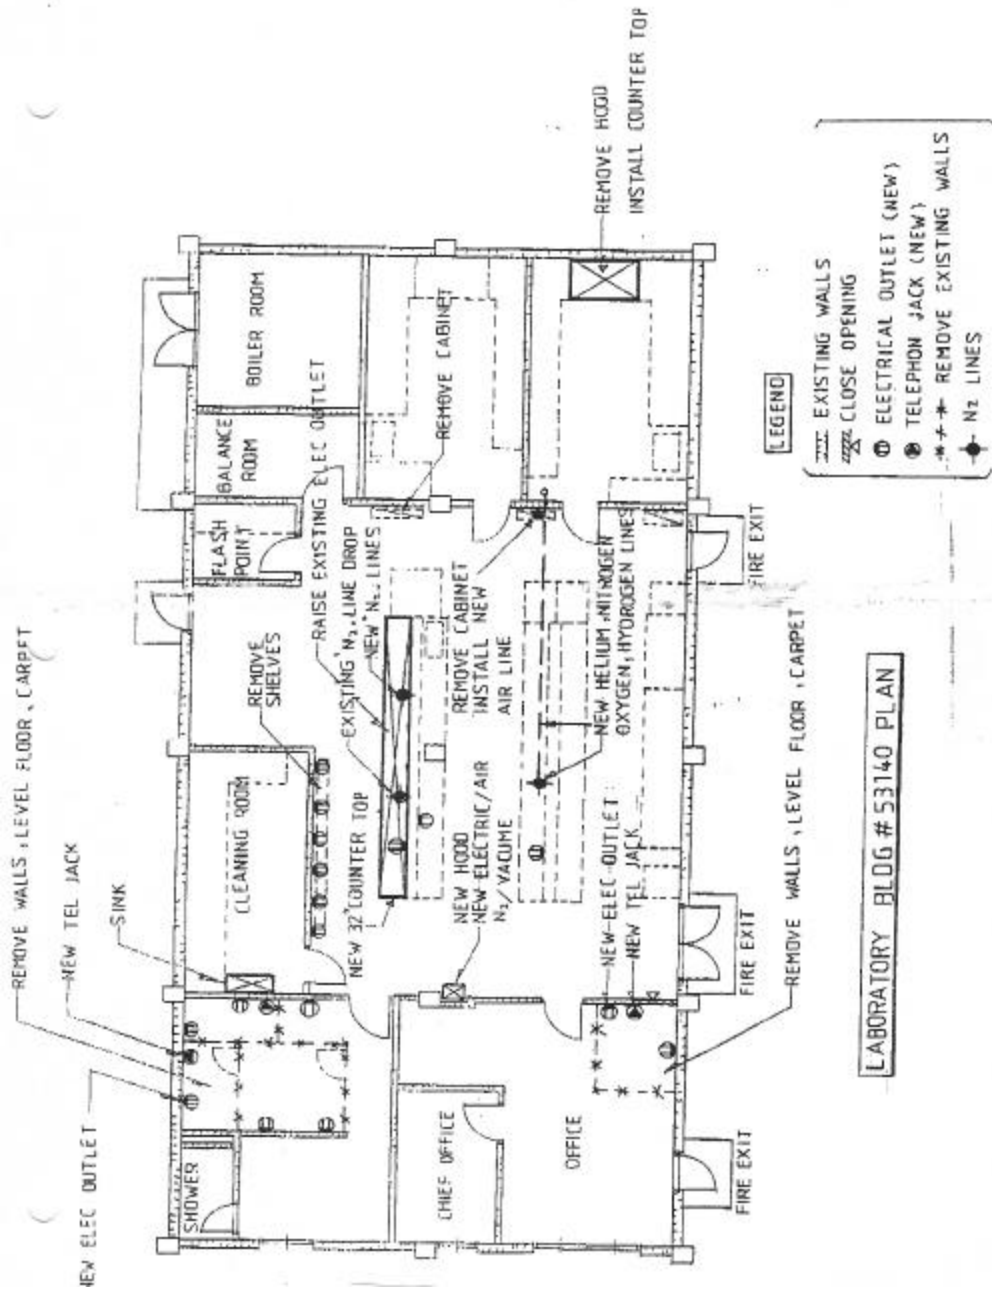 NEW ELEC OUTLET
REMOVE WALLS, LEVEL FLOOR, CARPET
NEW TEL JACK
SINK
SHOWER
CLEANING ROOM
REMOVE
SHELVES
FLASH
POINT
BALANCE
ROOM
BOILER ROOM
RAISE EXISTING ELEC OUTLET
EXISTING N2 LINE DROP
NEW LINES
NEW 32" COUNTER TOP
REMOVE CABINET
REMOVE CABINET
INSTALL NEW
AIR LINE
NEW HOOD
NEW ELECTRIC/AIR
N2/VACUME
NEW HELIUM, NITROGEN
OXYGEN, HYDROGEN LINES
REMOVE HOOD
INSTALL COUNTER TOP
CHIEF OFFICE
OFFICE
NEW-ELEC-OUTLET
NEW TEL JACK
FIRE EXIT
FIRE EXIT
FIRE EXIT
REMOVE WALLS, LEVEL FLOOR, CARPET
LABORATORY BLDG # 53140 PLAN
LEGEND
EXISTING WALLS
CLOSE OPENING
ELECTRICAL OUTLET (NEW)
TELEPHON JACK (NEW)
REMOVE EXISTING WALLS
N2 LINES